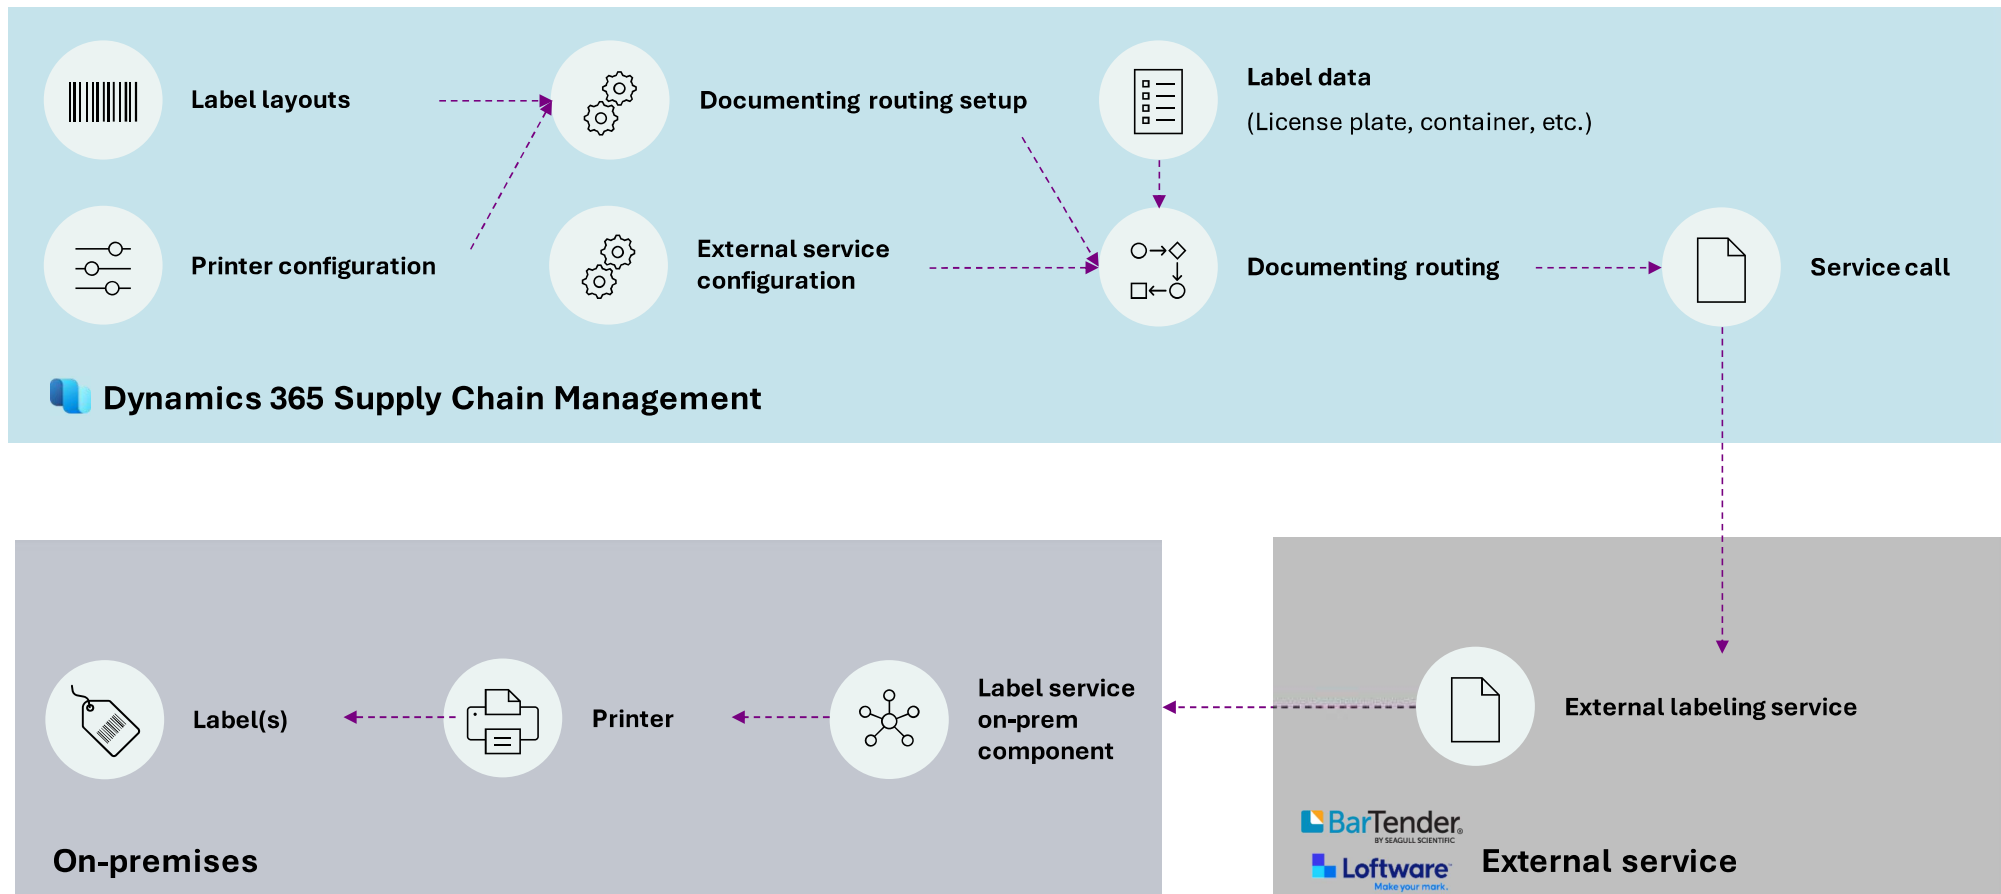 Label layouts
Documenting routing setup
Label data
(License plate, container, etc.)
Printer configuration
External service
configuration
Documenting routing
Service call
Dynamics 365 Supply Chain Management
Label(s)
Printer
Label service
on-prem
component
External labeling service
On-premises
BarTender®
BY SEAGULL SCIENTIFIC
Loftware™
Make your mark.
External service